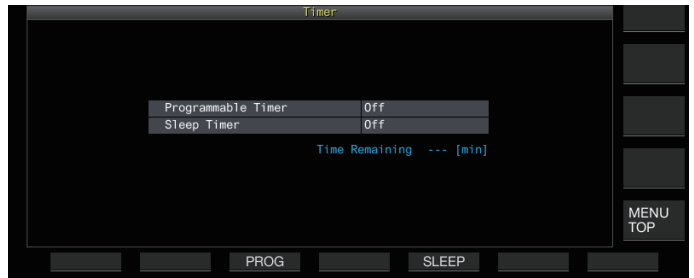 Timer
Programmable Timer Off
Sleep Timer Off
Time Remaining --- [min]
MENU
TOP
PROG SLEEP